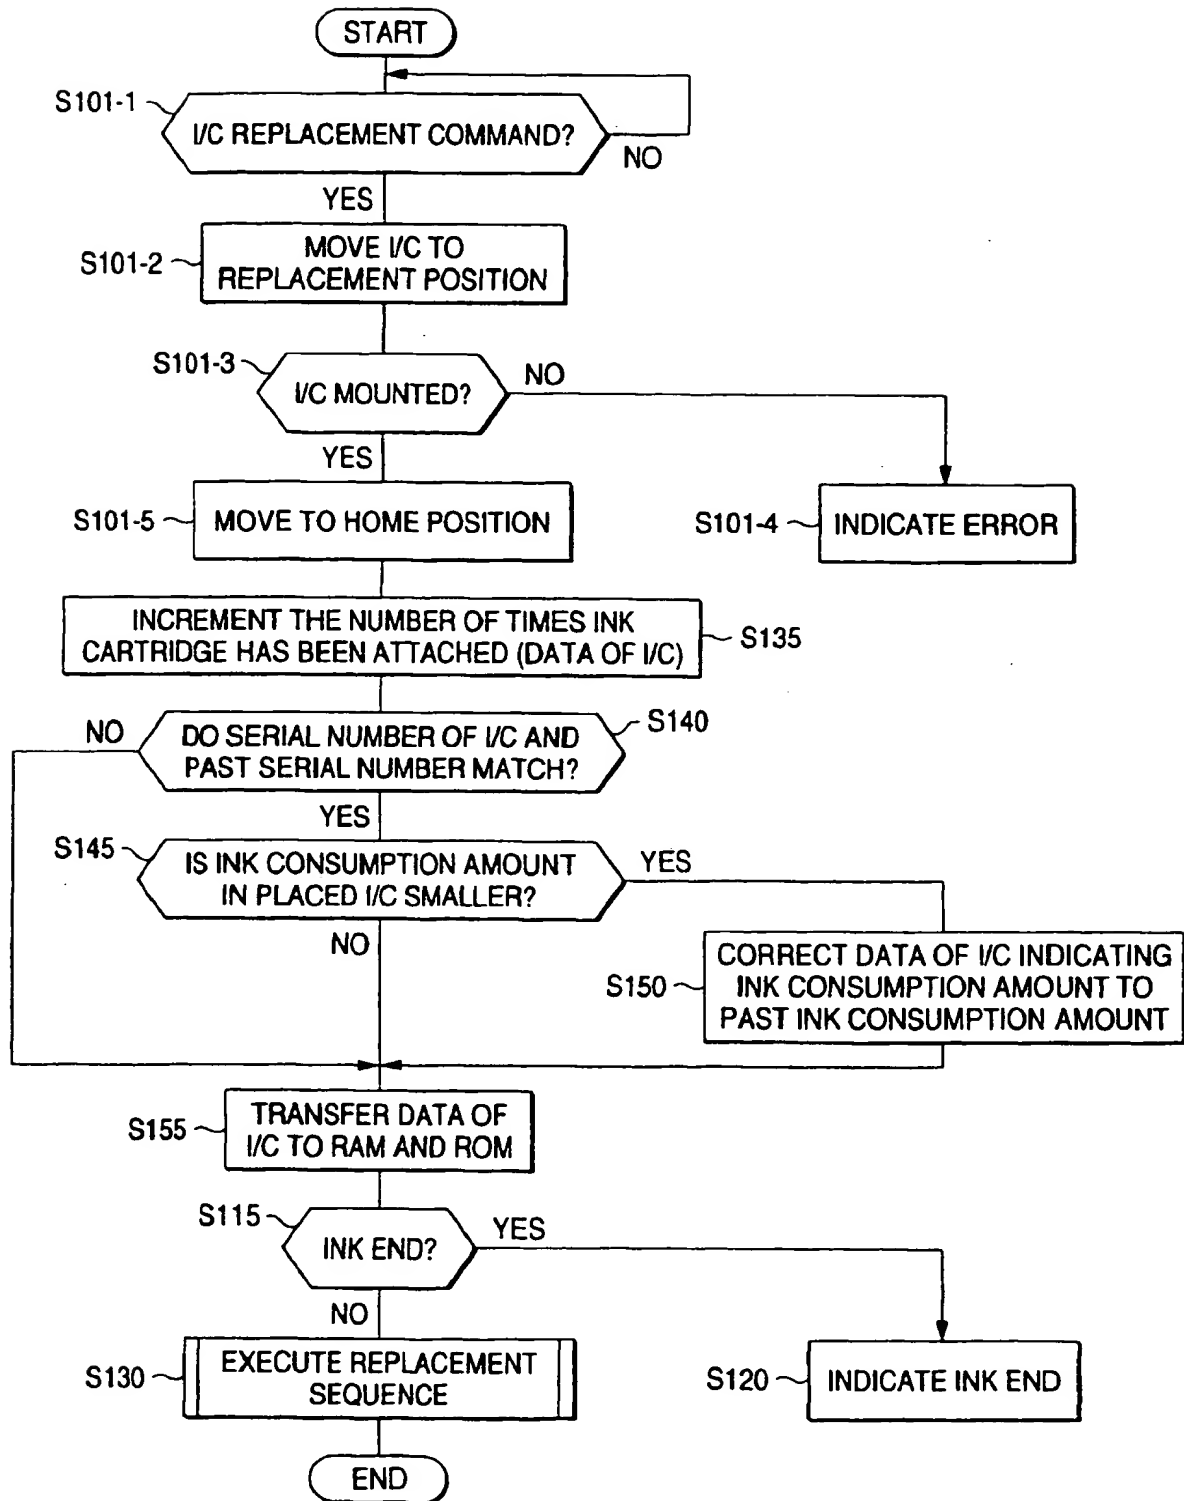 START
S101-1
I/C REPLACEMENT COMMAND?
NO
YES
S101-2
MOVE I/C TO
REPLACEMENT POSITION
S101-3
I/C MOUNTED?
NO
YES
S101-5
MOVE TO HOME POSITION
S101-4
INDICATE ERROR
INCREMENT THE NUMBER OF TIMES INK
CARTRIDGE HAS BEEN ATTACHED (DATA OF I/C)
S135
NO
DO SERIAL NUMBER OF I/C AND
PAST SERIAL NUMBER MATCH?
S140
YES
S145
IS INK CONSUMPTION AMOUNT
IN PLACED I/C SMALLER?
YES
NO
S150
CORRECT DATA OF I/C INDICATING
INK CONSUMPTION AMOUNT TO
PAST INK CONSUMPTION AMOUNT
S155
TRANSFER DATA OF
I/C TO RAM AND ROM
S115
INK END?
YES
NO
S130
EXECUTE REPLACEMENT
SEQUENCE
S120
INDICATE INK END
END